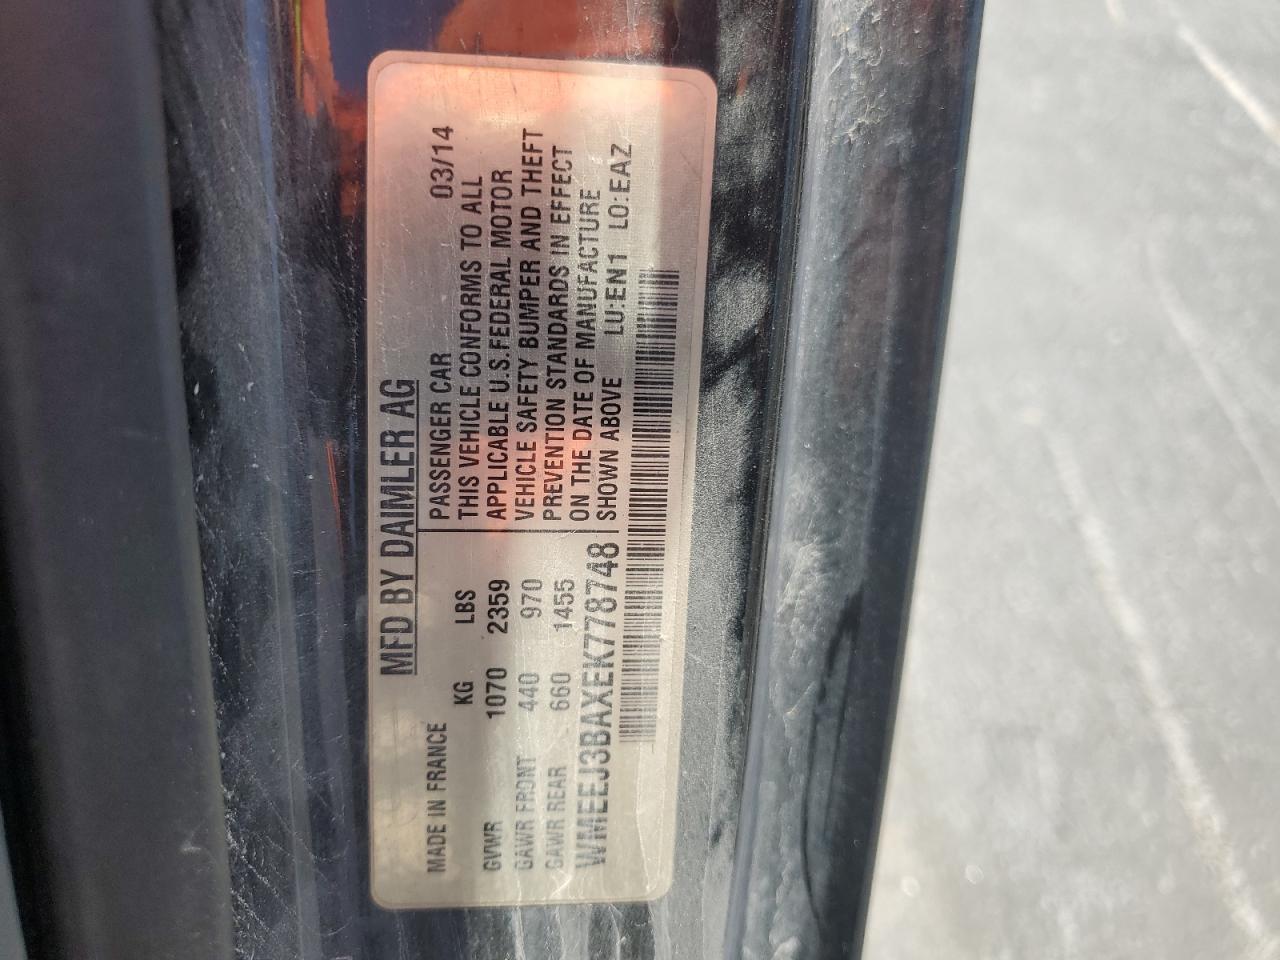 MFD BY DAIMLER AG
MADE IN FRANCE
KG LBS
GVWR 1070 2359
GAWR FRONT 440 970
GAWR REAR 660 1455
WMEEJ3BAXEK778748
PASSENGER CAR 03/14
THIS VEHICLE CONFORMS TO ALL
APPLICABLE U.S.FEDERAL MOTOR
VEHICLE SAFETY BUMPER AND THEFT
PREVENTION STANDARDS IN EFFECT
ON THE DATE OF MANUFACTURE
SHOWN ABOVE LU:EN1 LO:EAZ